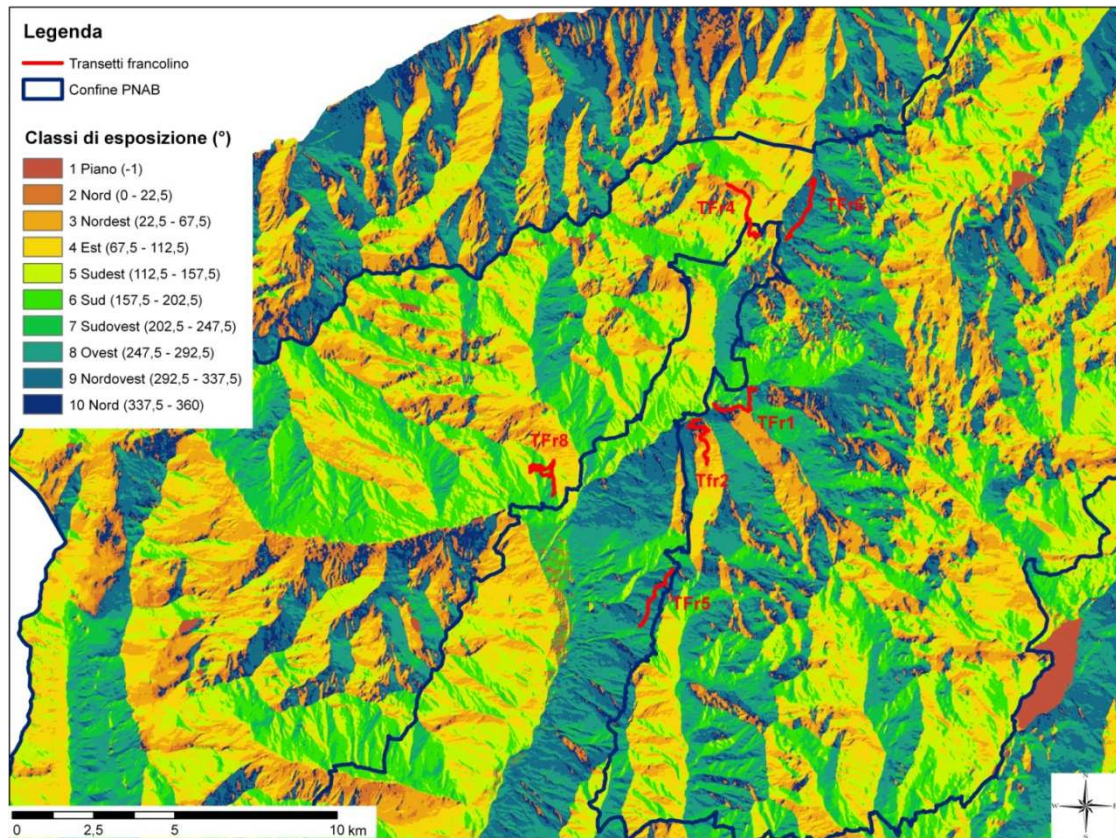 Legenda
Transetti francolino
Confine PNAB
Classi di esposizione (°)
1 Piano (-1)
2 Nord (0 - 22,5)
3 Nordest (22,5 - 67,5)
4 Est (67,5 - 112,5)
5 Sudest (112,5 - 157,5)
6 Sud (157,5 - 202,5)
7 Sudovest (202,5 - 247,5)
8 Ovest (247,5 - 292,5)
9 Nordovest (292,5 - 337,5)
10 Nord (337,5 - 360)
TFr4
TFr1
TFr8
Tfr2
TFr5
0 2,5 5 10 km
N
W E
S